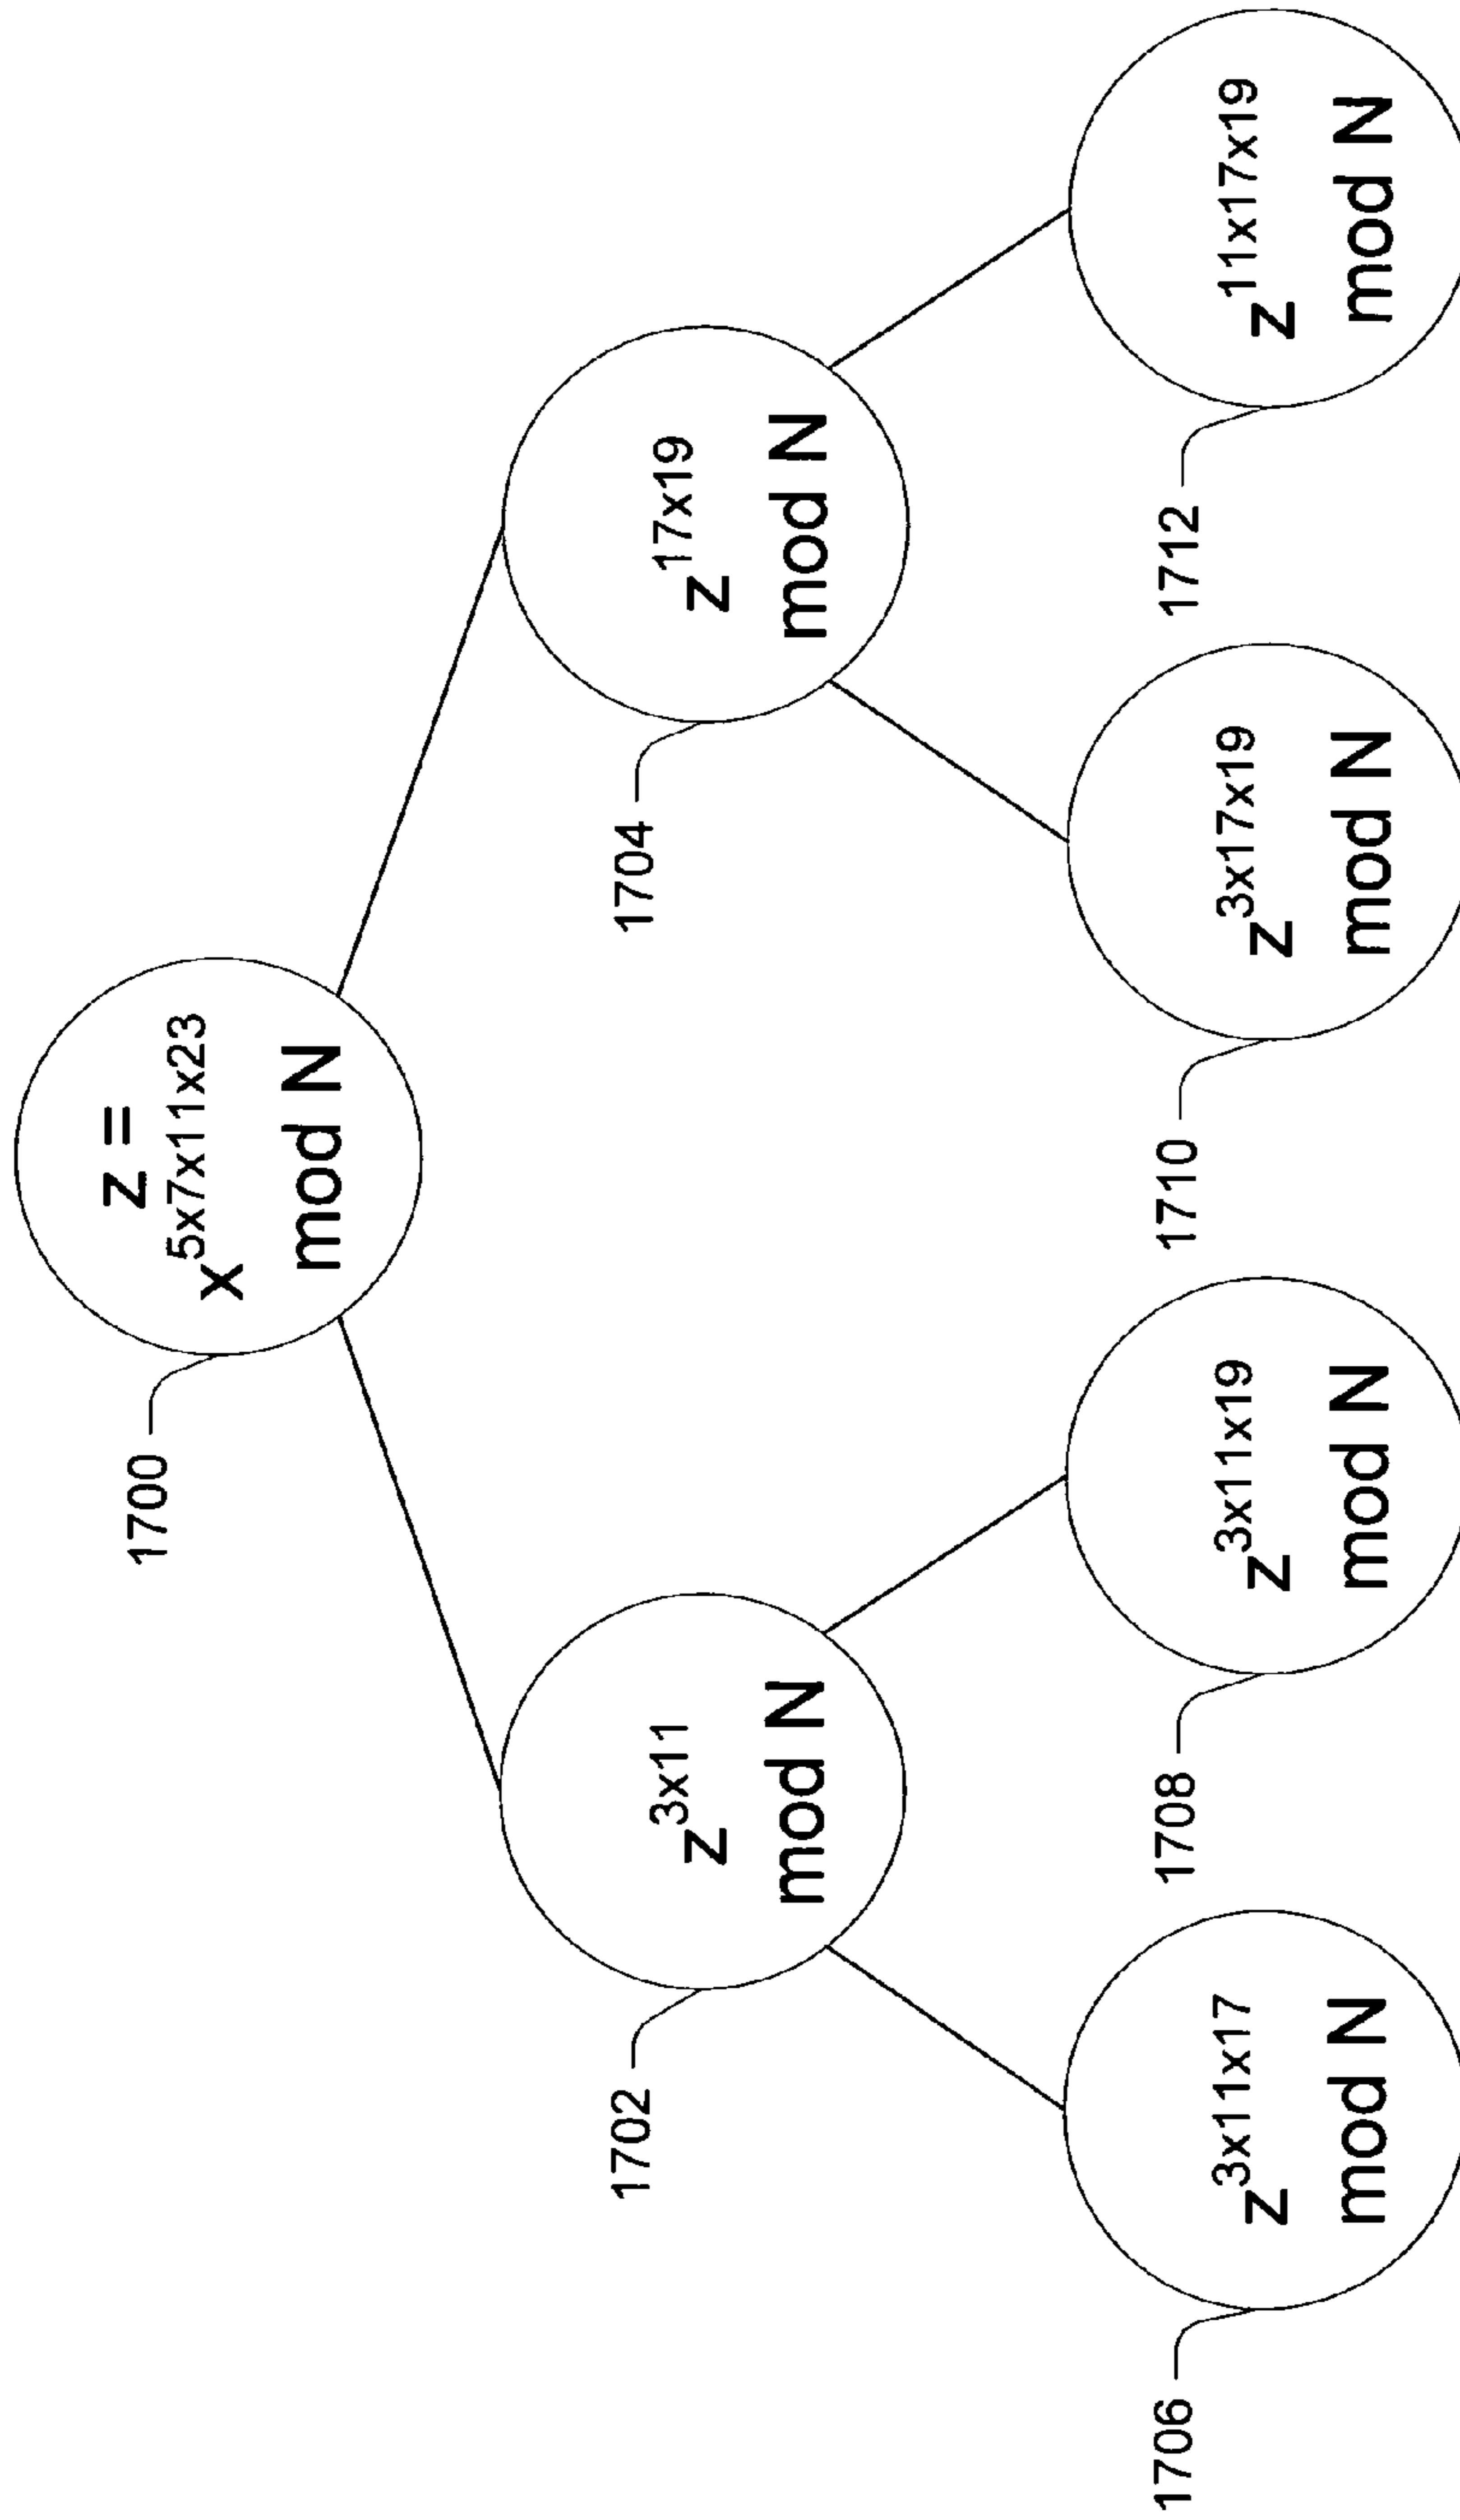 1700
z =
x^5x7x11x23
mod N
1702
z^3x11
mod N
1704
z^17x19
mod N
1706
z^3x11x17
mod N
1708
z^3x11x19
mod N
1710
z^3x17x19
mod N
1712
z^11x17x19
mod N